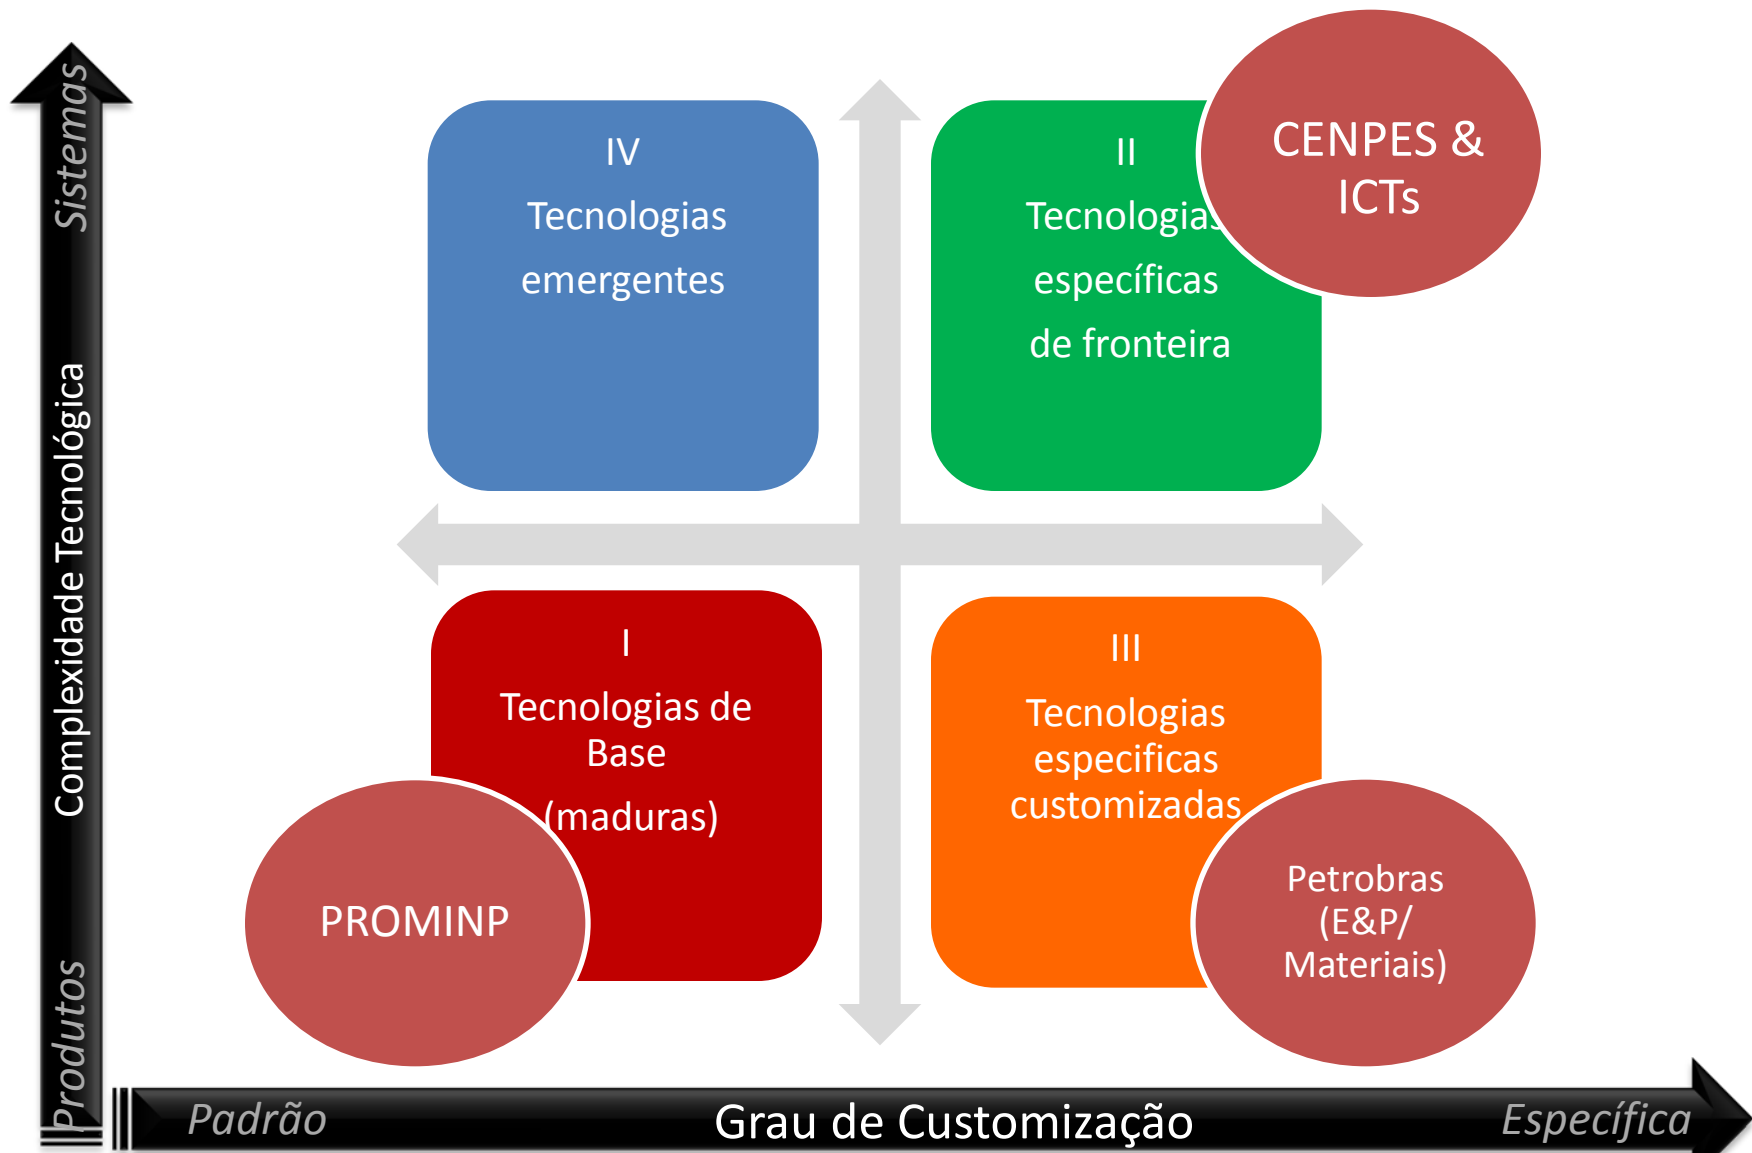 Sistemas
Complexidade Tecnológica
Produtos
IV
Tecnologias
emergentes
II
Tecnologias
específicas
de fronteira
CENPES &
ICTs
I
Tecnologias de
Base
(maduras)
PROMINP
III
Tecnologias
especificas
customizadas
Petrobras
(E&P/
Materiais)
Padrão
Grau de Customização
Específica